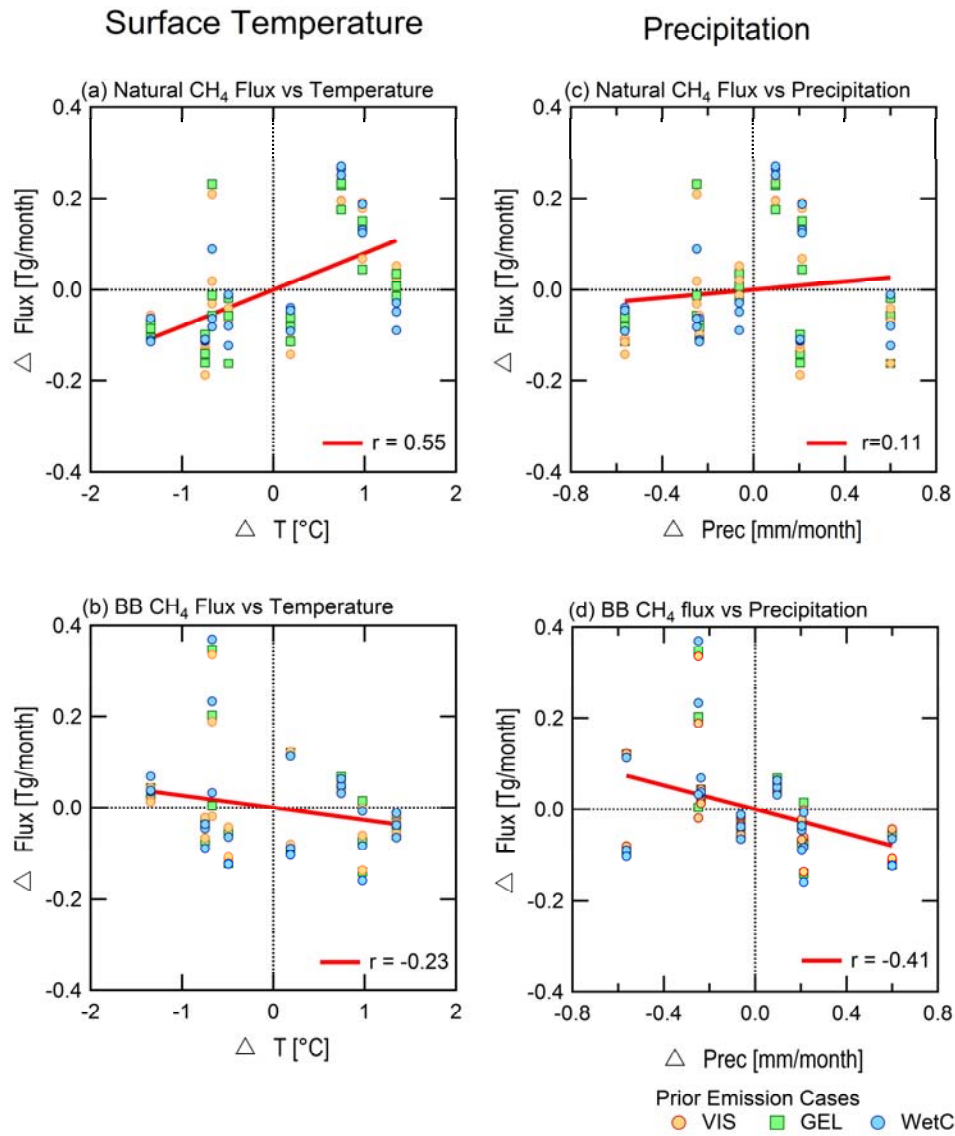 Surface Temperature
Precipitation
(a) Natural CH₄ Flux vs Temperature
0.4
0.2
0.0
-0.2
-0.4
△ Flux [Tg/month]
r = 0.55
-2 -1 0 1 2
△ T [°C]
(c) Natural CH₄ Flux vs Precipitation
0.4
0.2
0.0
-0.2
-0.4
△ Flux [Tg/month]
r=0.11
-0.8 -0.4 0.0 0.4 0.8
△ Prec [mm/month]
(b) BB CH₄ Flux vs Temperature
0.4
0.2
0.0
-0.2
-0.4
△ Flux [Tg/month]
r = -0.23
-2 -1 0 1 2
△ T [°C]
(d) BB CH₄ flux vs Precipitation
0.4
0.2
0.0
-0.2
-0.4
△ Flux [Tg/month]
r = -0.41
-0.8 -0.4 0.0 0.4 0.8
△ Prec [mm/month]
Prior Emission Cases
VIS GEL WetC